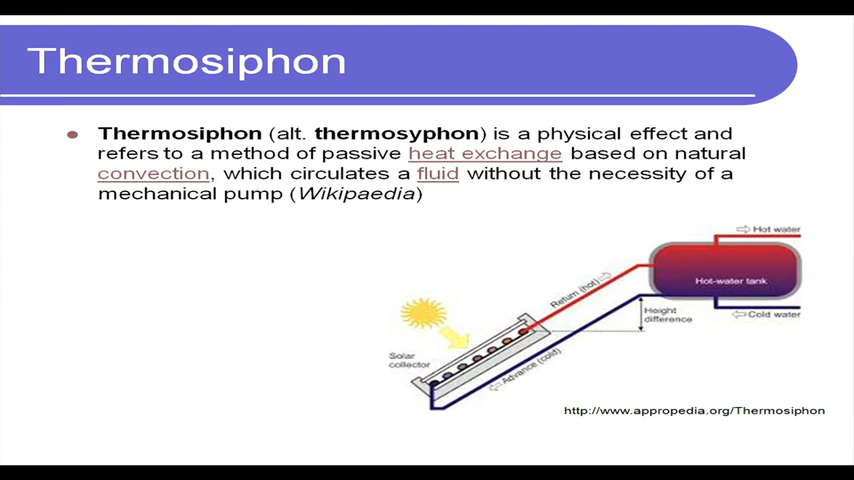 Thermosiphon
Thermosiphon (alt. thermosyphon) is a physical effect and
refers to a method of passive heat exchange based on natural
convection, which circulates a fluid without the necessity of a
mechanical pump (Wikipaedia)
Hot water
Hot-water tank
Return (hot)
Height
difference
Cold water
Solar
collector
Advance (cold)
http://www.appropedia.org/Thermosiphon